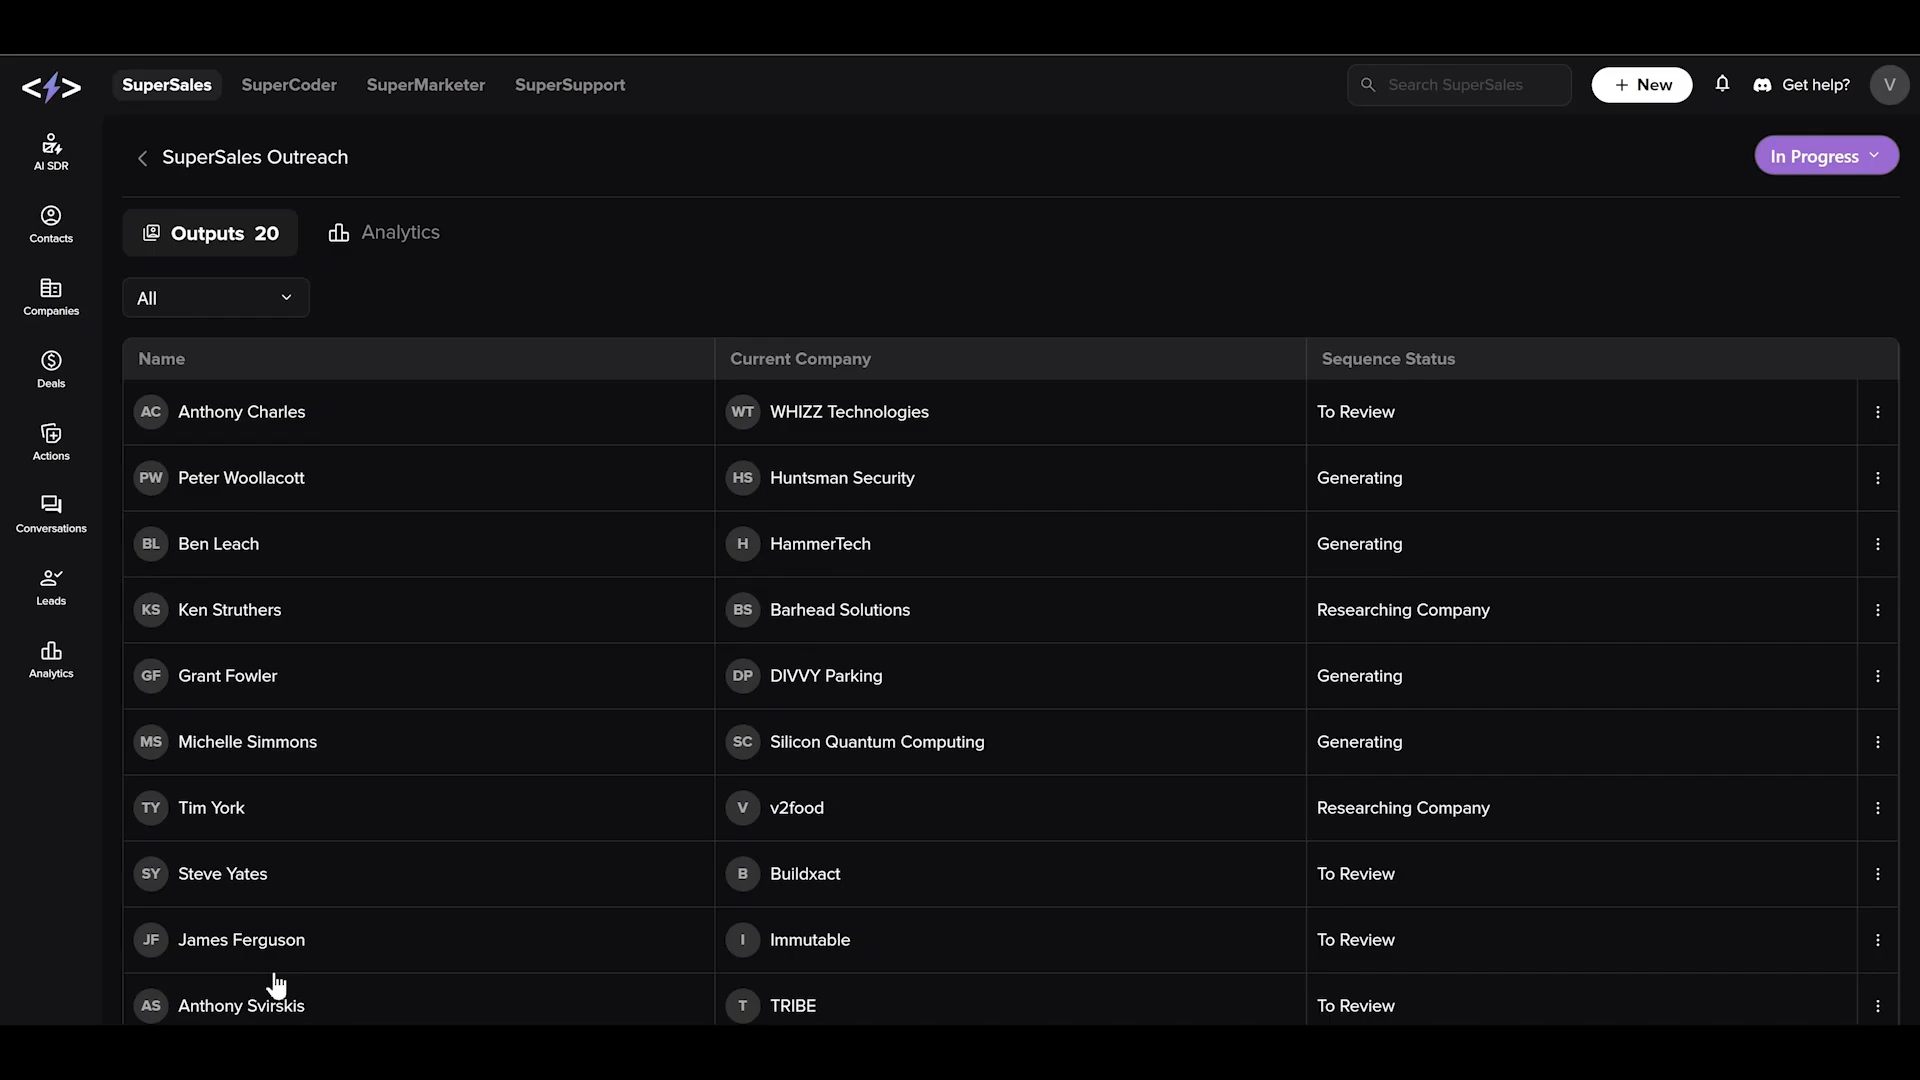 SuperSales SuperCoder SuperMarketer SuperSupport Search SuperSales + New Get help? V
AI SDR
Contacts
Companies
Deals
Actions
Conversations
Leads
Analytics
SuperSales Outreach In Progress
Outputs 20 Analytics
All
Name Current Company Sequence Status
AC Anthony Charles WT WHIZZ Technologies To Review
PW Peter Woollacott HS Huntsman Security Generating
BL Ben Leach H HammerTech Generating
KS Ken Struthers BS Barhead Solutions Researching Company
GF Grant Fowler DP DIVVY Parking Generating
MS Michelle Simmons SC Silicon Quantum Computing Generating
TY Tim York V v2food Researching Company
SY Steve Yates B Buildxact To Review
JF James Ferguson I Immutable To Review
AS Anthony Svirskis T TRIBE To Review